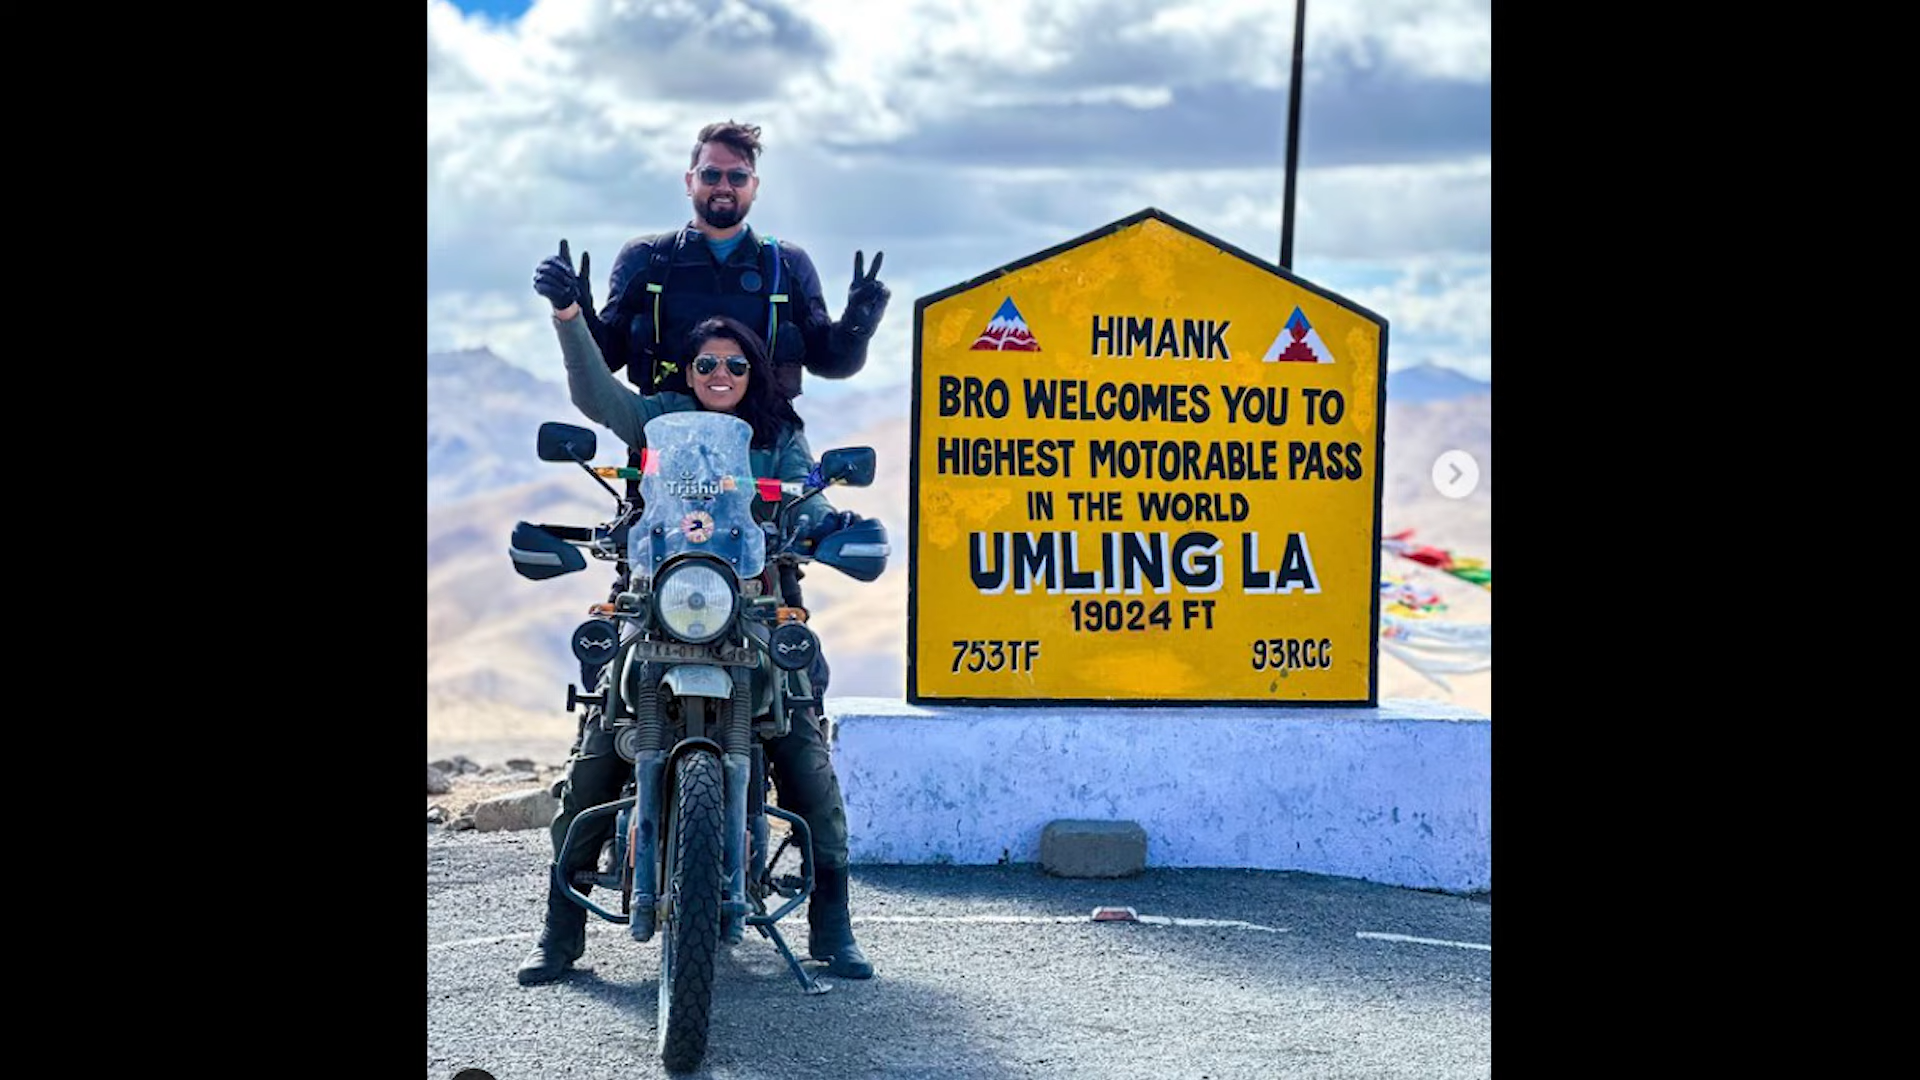 HIMANK
BRO WELCOMES YOU TO
HIGHEST MOTORABLE PASS
IN THE WORLD
UMLING LA
19024 FT
753TF 93RCC
Trishul